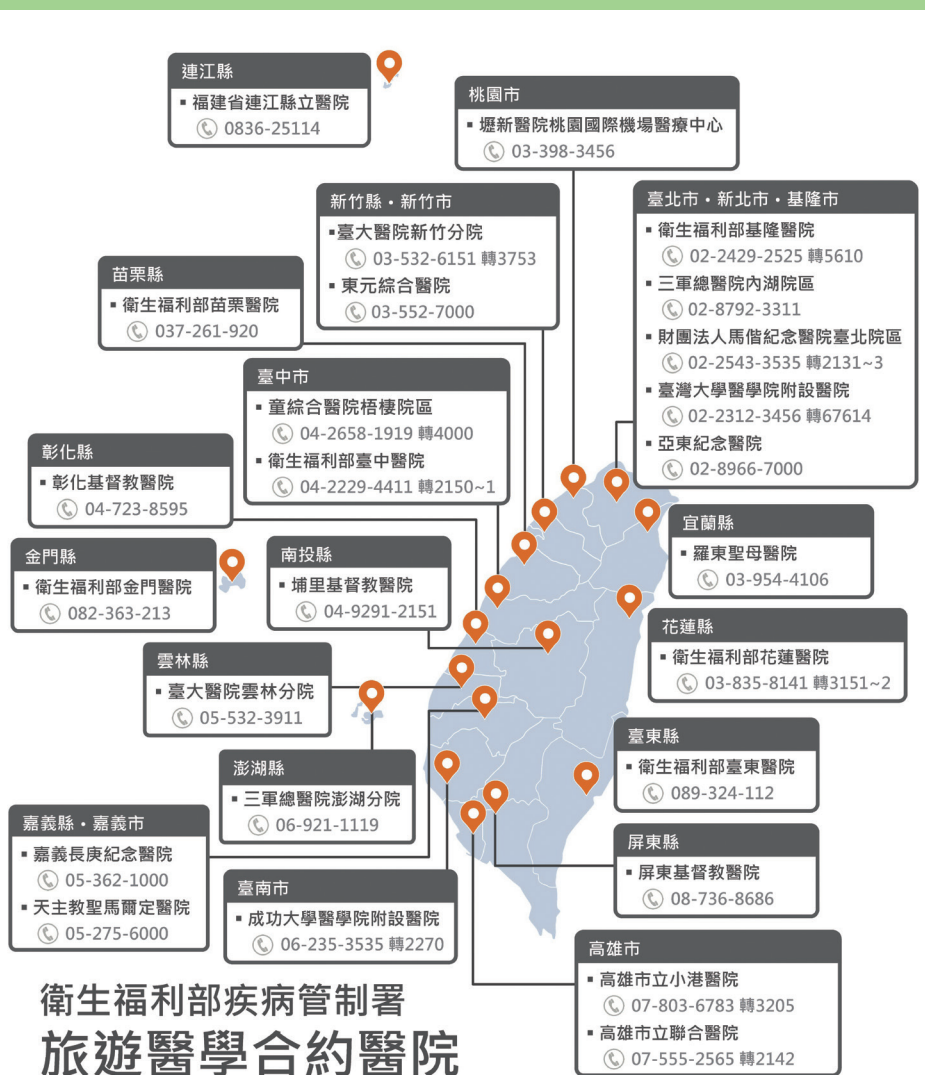 連江縣
▪ 福建省連江縣立醫院
0836-25114
桃園市
▪ 壢新醫院桃園國際機場醫療中心
03-398-3456
新竹縣・新竹市
▪臺大醫院新竹分院
03-532-6151 轉3753
▪ 東元綜合醫院
03-552-7000
臺北市・新北市・基隆市
▪ 衛生福利部基隆醫院
02-2429-2525 轉5610
▪ 三軍總醫院內湖院區
02-8792-3311
▪ 財團法人馬偕紀念醫院臺北院區
02-2543-3535 轉2131~3
▪ 臺灣大學醫學院附設醫院
02-2312-3456 轉67614
▪ 亞東紀念醫院
02-8966-7000
苗栗縣
▪ 衛生福利部苗栗醫院
037-261-920
臺中市
▪ 童綜合醫院梧棲院區
04-2658-1919 轉4000
▪ 衛生福利部臺中醫院
04-2229-4411 轉2150~1
彰化縣
▪ 彰化基督教醫院
04-723-8595
宜蘭縣
▪ 羅東聖母醫院
03-954-4106
金門縣
▪ 衛生福利部金門醫院
082-363-213
南投縣
▪ 埔里基督教醫院
04-9291-2151
花蓮縣
▪ 衛生福利部花蓮醫院
03-835-8141 轉3151~2
雲林縣
▪ 臺大醫院雲林分院
05-532-3911
臺東縣
▪ 衛生福利部臺東醫院
089-324-112
澎湖縣
▪ 三軍總醫院澎湖分院
06-921-1119
嘉義縣・嘉義市
▪ 嘉義長庚紀念醫院
05-362-1000
▪ 天主教聖馬爾定醫院
05-275-6000
屏東縣
▪ 屏東基督教醫院
08-736-8686
臺南市
▪ 成功大學醫學院附設醫院
06-235-3535 轉2270
高雄市
▪ 高雄市立小港醫院
07-803-6783 轉3205
▪ 高雄市立聯合醫院
07-555-2565 轉2142
衛生福利部疾病管制署
旅遊醫學合約醫院